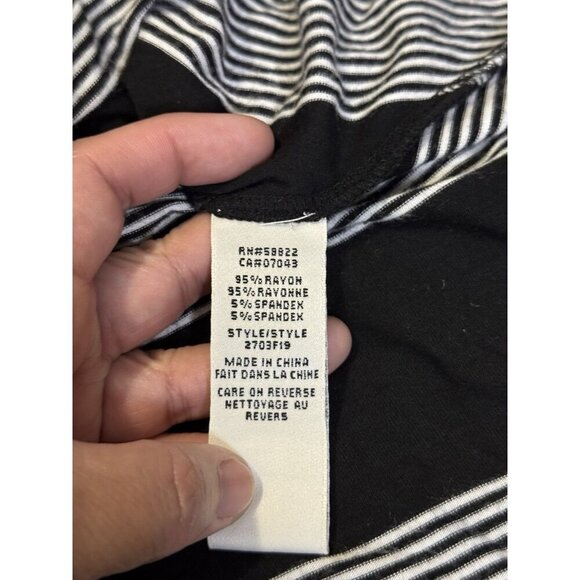 RN#58822
CA#07043
95% RAYON
95% RAYONNE
5% SPANDEX
5% SPANDEX
STYLE/STYLE
2703F19
MADE IN CHINA
FAIT DANS LA CHINE
CARE ON REVERSE
NETTOYAGE AU
REVERS